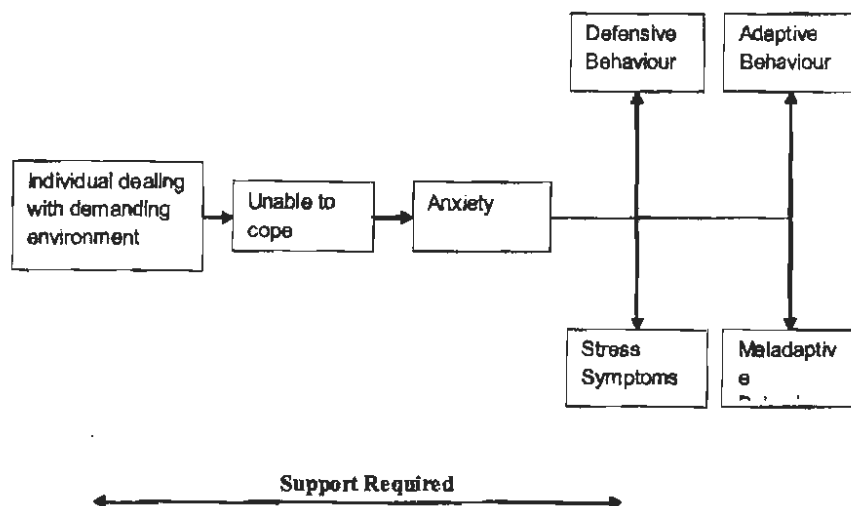 Defensive
Behaviour
Adaptive
Behaviour
Individual dealing
with demanding
environment
Unable to
cope
Anxiety
Stress
Symptoms
Maladaptiv
e
Support Required